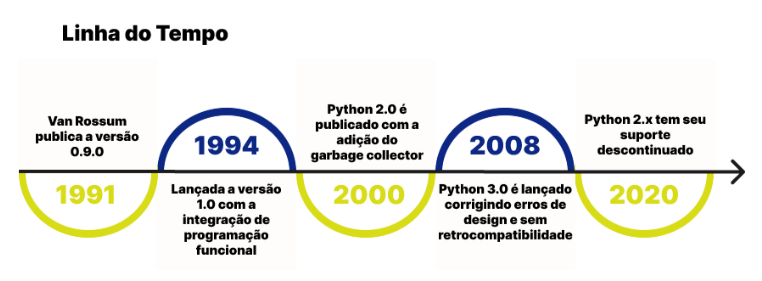 Linha do Tempo
Van Rossum
publica a versão
0.9.0
1991
1994
Lançada a versão
1.0 com a
integração de
programação
funcional
Python 2.0 é
publicado com a
adição do
garbage collector
2000
2008
Python 3.0 é lançado
corrigindo erros de
design e sem
retrocompatibilidade
Python 2.x tem seu
suporte
descontinuado
2020